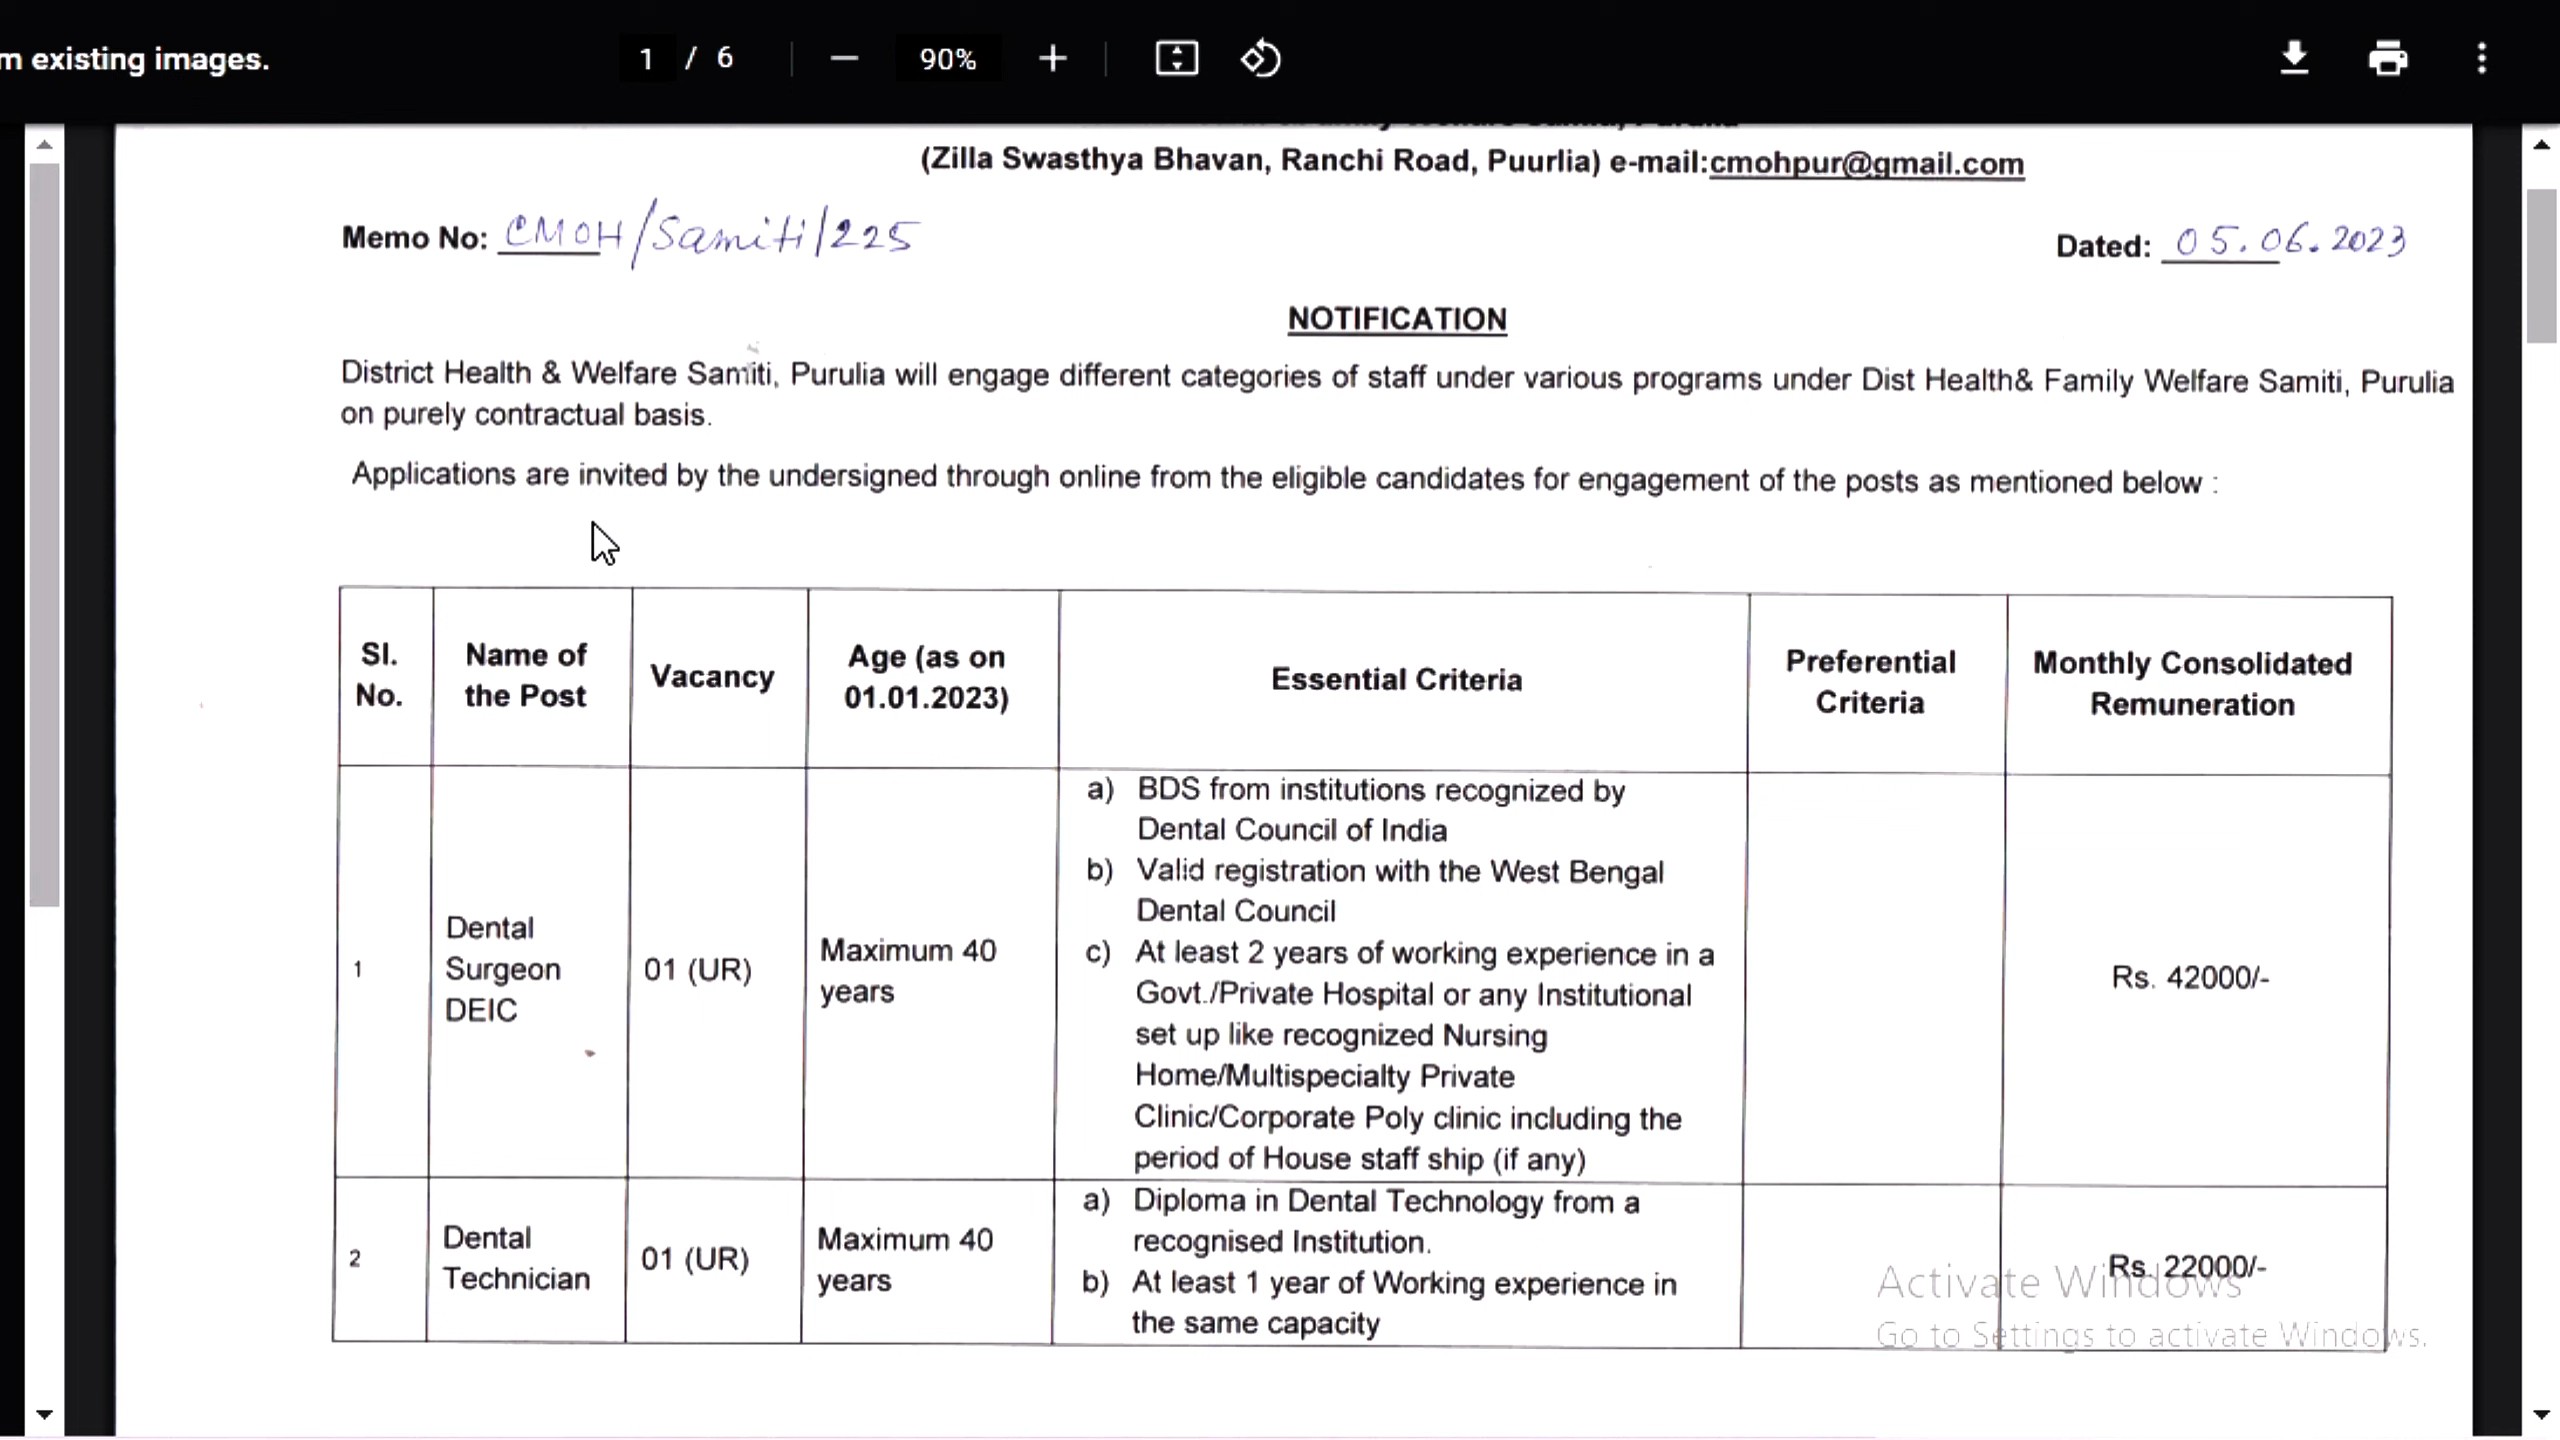 m existing images.
1 / 6
90%
(Zilla Swasthya Bhavan, Ranchi Road, Puurlia) e-mail:cmohpur@gmail.com
Memo No: CMOH/Samiti/225
Dated: 05.06.2023
NOTIFICATION
District Health & Welfare Samiti, Purulia will engage different categories of staff under various programs under Dist Health& Family Welfare Samiti, Purulia
on purely contractual basis.
Applications are invited by the undersigned through online from the eligible candidates for engagement of the posts as mentioned below :
Sl.
No.
Name of
the Post
Vacancy
Age (as on
01.01.2023)
Essential Criteria
Preferential
Criteria
Monthly Consolidated
Remuneration
1
Dental
Surgeon
DEIC
01 (UR)
Maximum 40
years
a) BDS from institutions recognized by
Dental Council of India
b) Valid registration with the West Bengal
Dental Council
c) At least 2 years of working experience in a
Govt./Private Hospital or any Institutional
set up like recognized Nursing
Home/Multispecialty Private
Clinic/Corporate Poly clinic including the
period of House staff ship (if any)
Rs. 42000/-
2
Dental
Technician
01 (UR)
Maximum 40
years
a) Diploma in Dental Technology from a
recognised Institution.
b) At least 1 year of Working experience in
the same capacity
Rs. 22000/-
Activate Windows
Go to Settings to activate Windows.